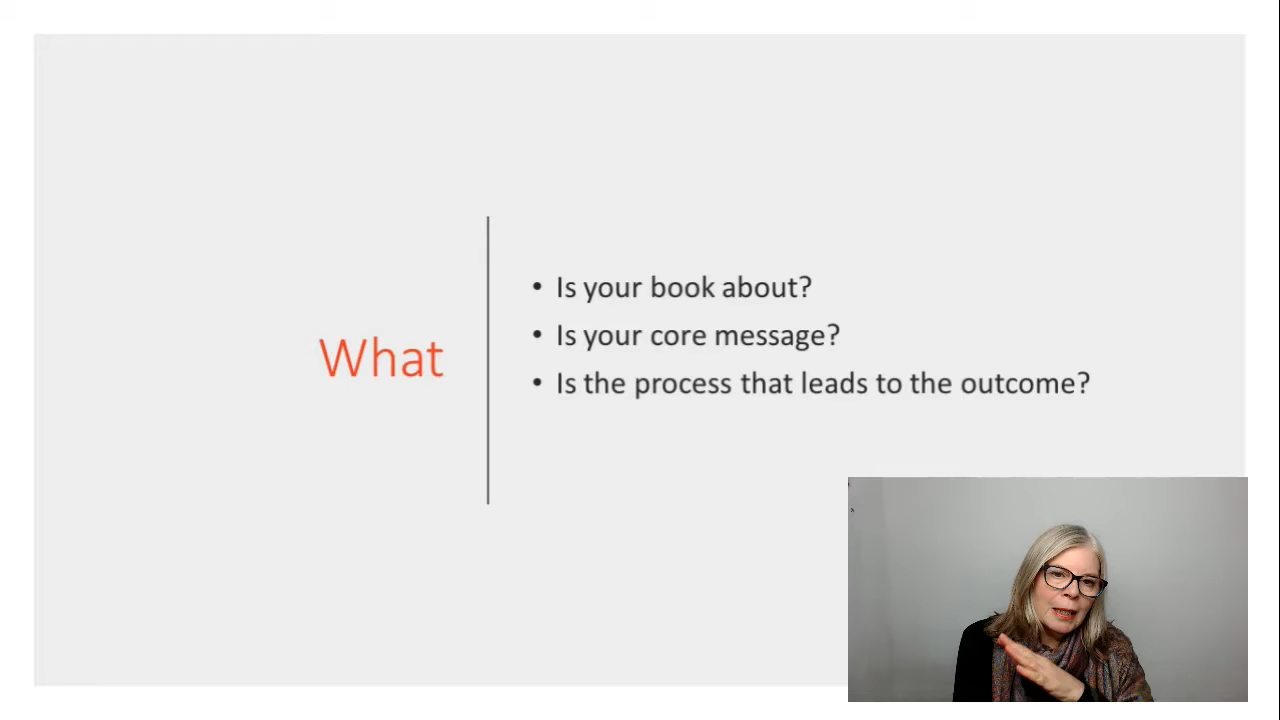 What
• Is your book about?
• Is your core message?
• Is the process that leads to the outcome?